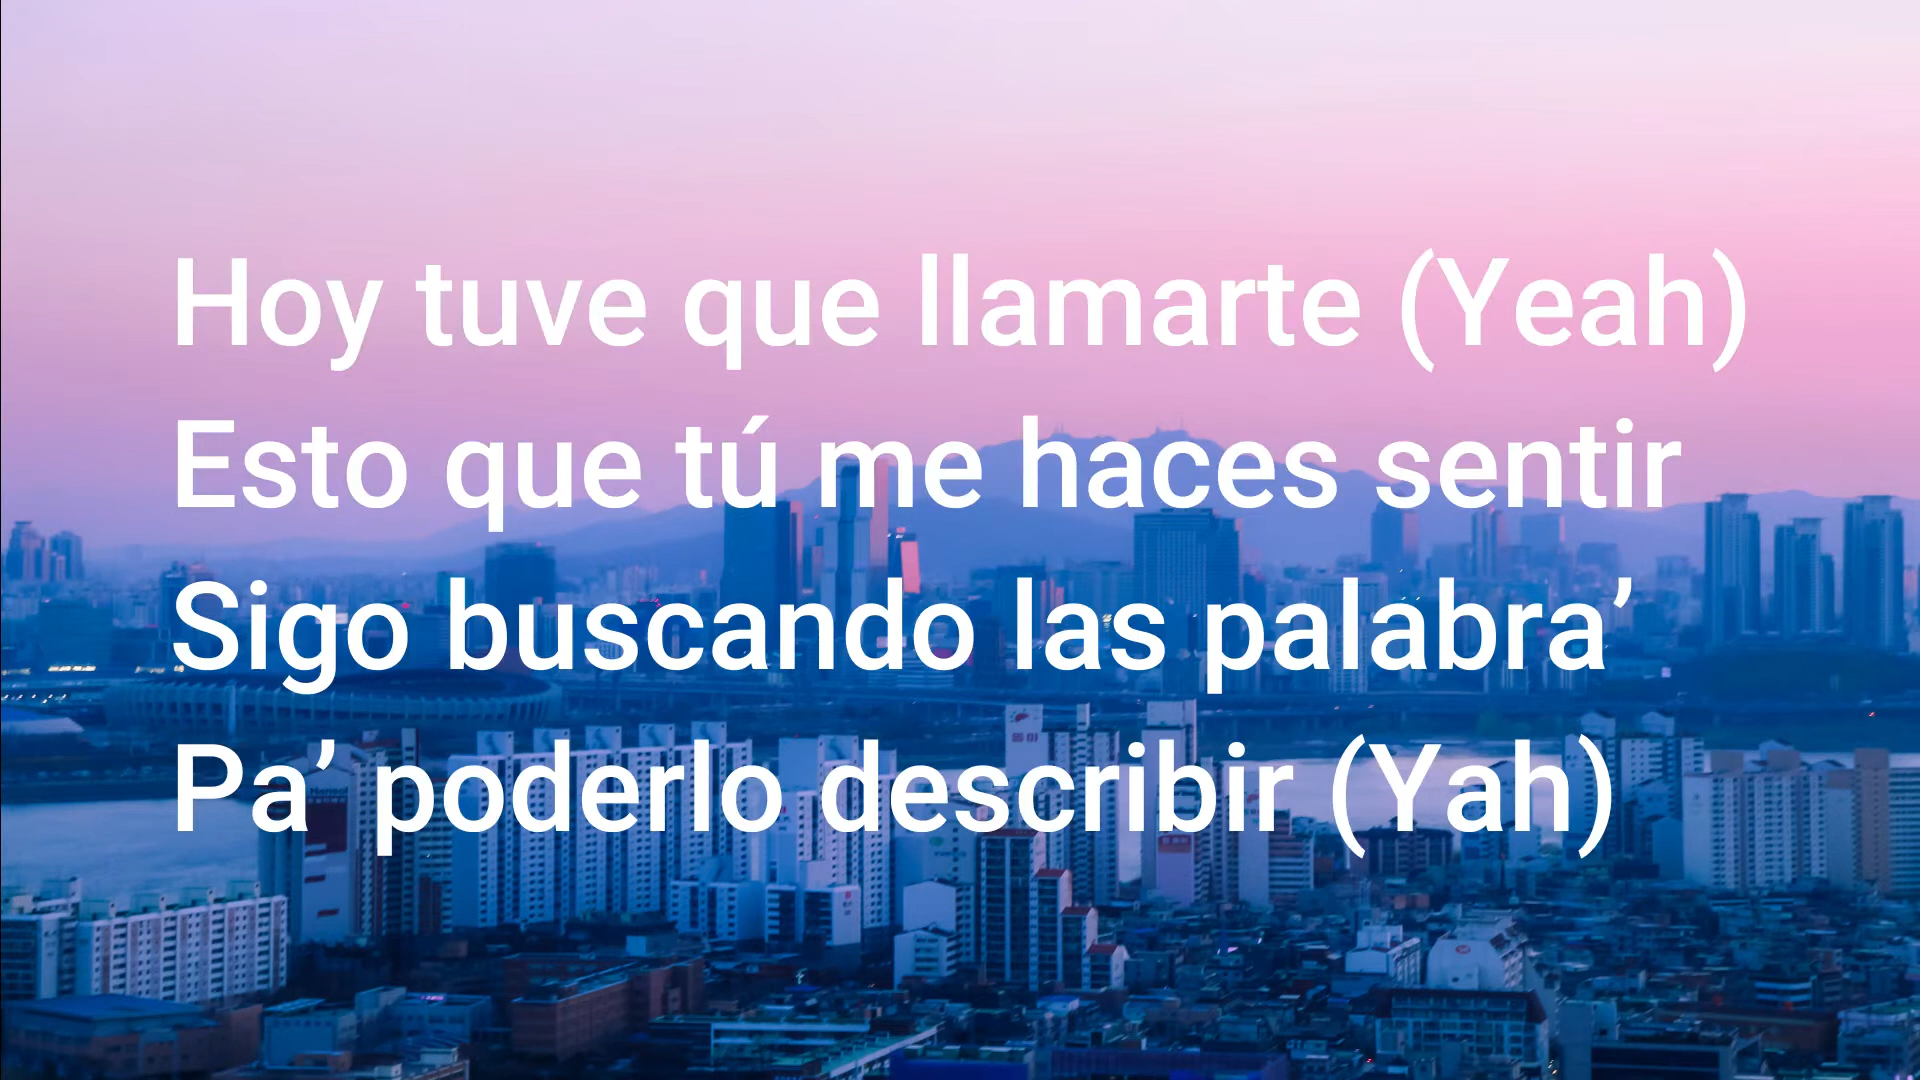 Hoy tuve que llamarte (Yeah)
Esto que tú me haces sentir
Sigo buscando las palabra’
Pa’ poderlo describir (Yah)